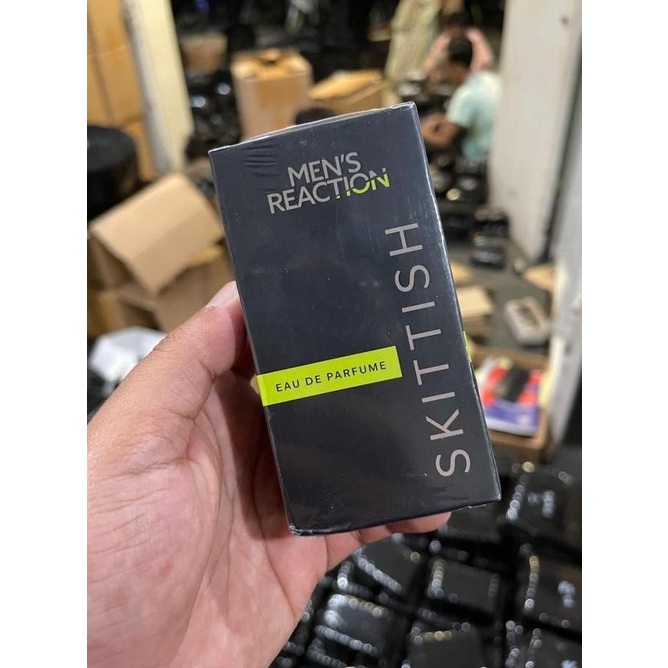 MEN'S
REACTION
SKITTISH
EAU DE PARFUME